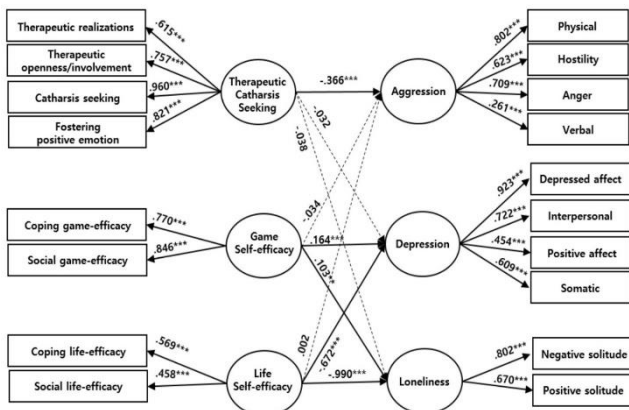 Therapeutic realizations
Therapeutic
openness/involvement
Catharsis seeking
Fostering
positive emotion
.615***
.757***
.960***
.821***
Therapeutic
Catharsis
Seeking
-.366***
-.032
-.038
Aggression
.802***
.623***
.709***
.261***
Physical
Hostility
Anger
Verbal
Coping game-efficacy
Social game-efficacy
.770***
.846***
Game
Self-efficacy
-.034
.164***
.103**
Depression
.923***
.722***
.454***
.609***
Depressed affect
Interpersonal
Positive affect
Somatic
Coping life-efficacy
Social life-efficacy
.569***
.458***
Life
Self-efficacy
.002
-.672***
-.990***
Loneliness
.802***
.670***
Negative solitude
Positive solitude